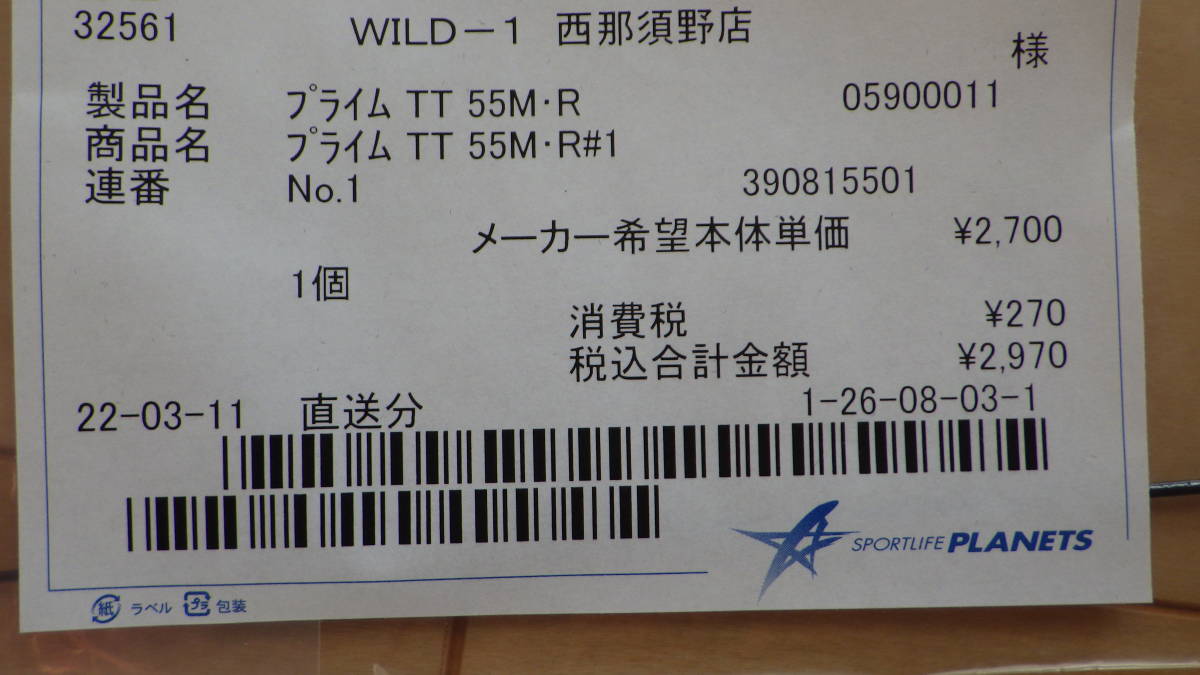 32561 WILD-1 西那須野店 様
製品名 プライム TT 55M・R 05900011
商品名 プライム TT 55M・R#1
連番 No.1 390815501
メーカー希望本体単価 ¥2,700
1個
消費税 ¥270
税込合計金額 ¥2,970
22-03-11 直送分 1-26-08-03-1
SPORTLIFE PLANETS
紙 ラベル プラ 包装